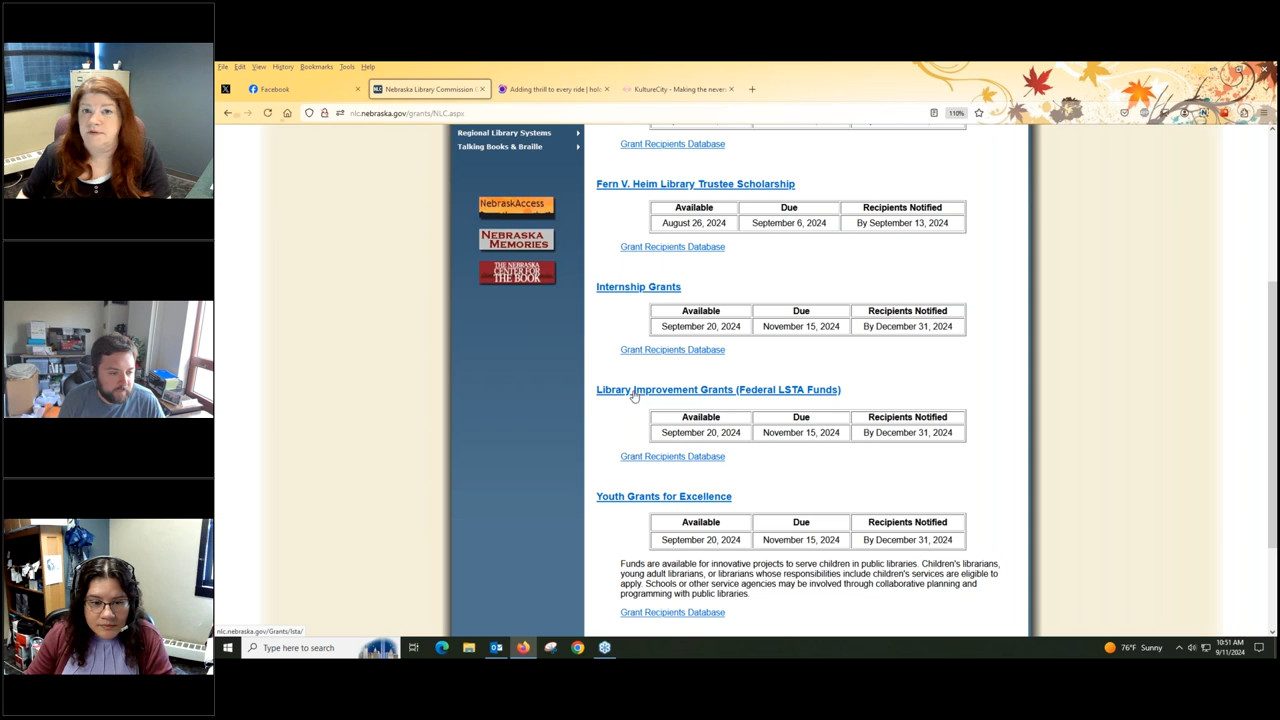 File Edit View History Bookmarks Tools Help
Facebook
Nebraska Library Commission
Adding thrill to every ride | hol
KultureCity - Making the never
nlc.nebraska.gov/grants/NLC.aspx
110%
Regional Library Systems
Talking Books & Braille
NebraskAccess
NEBRASKA
MEMORIES
THE NEBRASKA
CENTER FOR
THE BOOK
Grant Recipients Database
Fern V. Heim Library Trustee Scholarship
Available Due Recipients Notified
August 26, 2024 September 6, 2024 By September 13, 2024
Grant Recipients Database
Internship Grants
Available Due Recipients Notified
September 20, 2024 November 15, 2024 By December 31, 2024
Grant Recipients Database
Library Improvement Grants (Federal LSTA Funds)
Available Due Recipients Notified
September 20, 2024 November 15, 2024 By December 31, 2024
Grant Recipients Database
Youth Grants for Excellence
Available Due Recipients Notified
September 20, 2024 November 15, 2024 By December 31, 2024
Funds are available for innovative projects to serve children in public libraries. Children's librarians,
young adult librarians, or librarians whose responsibilities include children's services are eligible to
apply. Schools or other service agencies may be involved through collaborative planning and
programming with public libraries.
Grant Recipients Database
nlc.nebraska.gov/Grants/lsta/
Type here to search
76°F Sunny
10:51 AM
9/11/2024